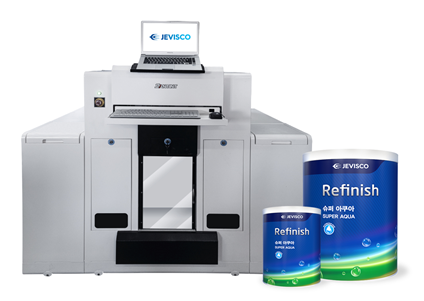 JEVISCO
JEVISCO
Refinish
슈퍼 아쿠아
SUPER AQUA
JEVISCO
Refinish
슈퍼 아쿠아
SUPER AQUA